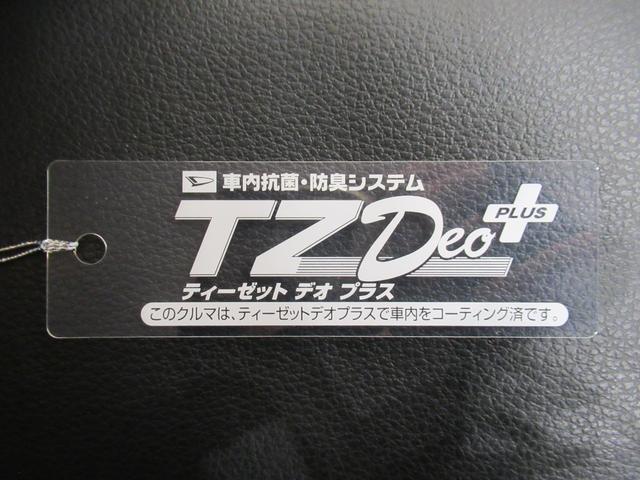 車内抗菌・防臭システム
TZDeo PLUS
ティーゼット デオ プラス
このクルマは、ティーゼットデオプラスで車内をコーティング済です。